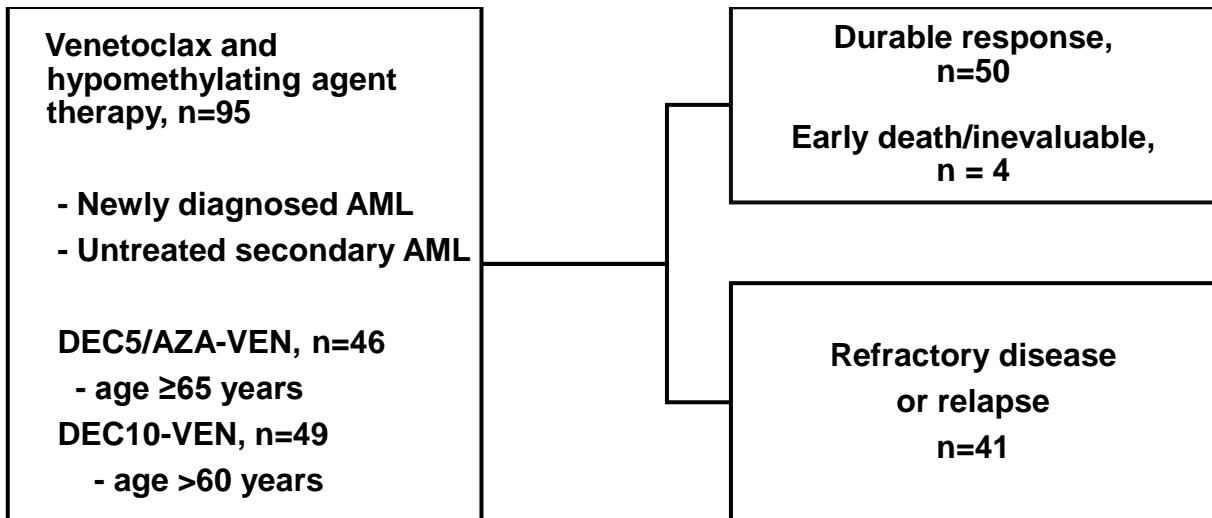 Venetoclax and
hypomethylating agent
therapy, n=95
- Newly diagnosed AML
- Untreated secondary AML
DEC5/AZA-VEN, n=46
- age ≥65 years
DEC10-VEN, n=49
- age >60 years
Durable response,
n=50
Early death/inevaluable,
n = 4
Refractory disease
or relapse
n=41